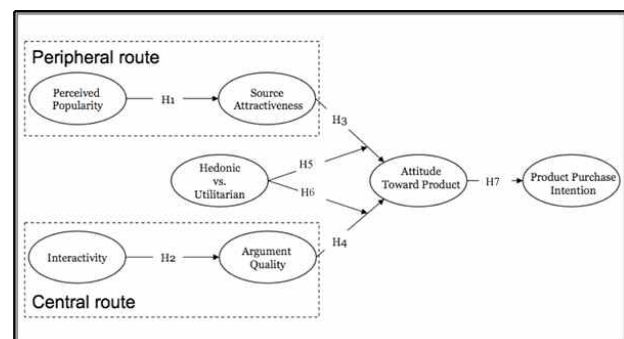 Peripheral route
Perceived
Popularity
H1
Source
Attractiveness
H3
Hedonic
vs.
Utilitarian
H5
H6
Attitude
Toward Product
H7
Product Purchase
Intention
Interactivity
H2
Argument
Quality
H4
Central route